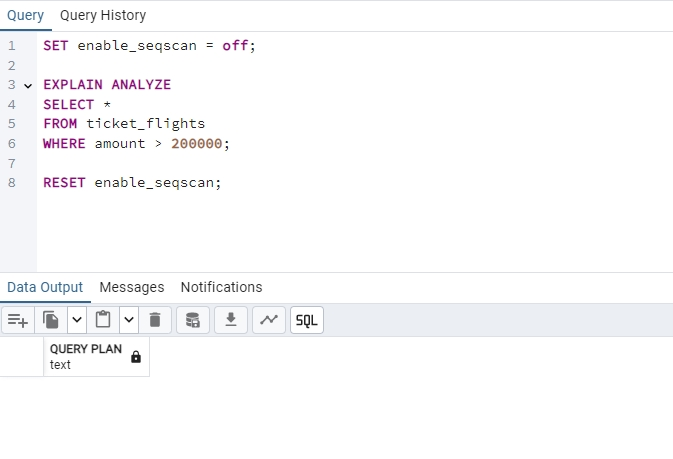 Query Query History
1 SET enable_seqscan = off;
2
3 EXPLAIN ANALYZE
4 SELECT *
5 FROM ticket_flights
6 WHERE amount > 200000;
7
8 RESET enable_seqscan;
Data Output Messages Notifications
SQL
QUERY PLAN
text